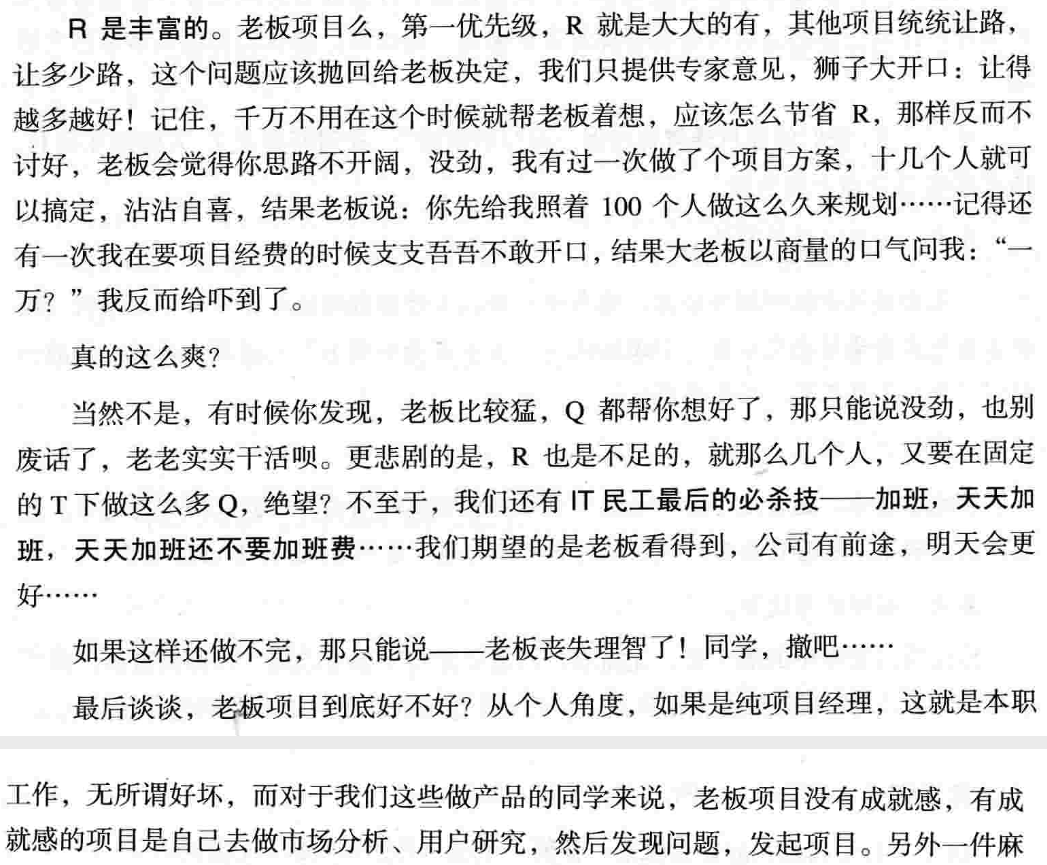 R 是丰富的。老板项目么，第一优先级，R 就是大大的有，其他项目统统让路，
让多少路，这个问题应该抛回给老板决定，我们只提供专家意见，狮子大开口：让得
越多越好！记住，千万不用在这个时候就帮老板着想，应该怎么节省 R，那样反而不
讨好，老板会觉得你思路不开阔，没劲，我有过一次做了个项目方案，十几个人就可
以搞定，沾沾自喜，结果老板说：你先给我照着 100 个人做这么久来规划……记得还
有一次我在要项目经费的时候支支吾吾不敢开口，结果大老板以商量的口气问我：“一
万？”我反而给吓到了。
真的这么爽？
当然不是，有时候你发现，老板比较猛，Q 都帮你想好了，那只能说没劲，也别
废话了，老老实实干活呗。更悲剧的是，R 也是不足的，就那么几个人，又要在固定
的 T 下做这么多 Q，绝望？不至于，我们还有 IT 民工最后的必杀技——加班，天天加
班，天天加班还不要加班费……我们期望的是老板看得到，公司有前途，明天会更
好……
如果这样还做不完，那只能说——老板丧失理智了！同学，撤吧……
最后谈谈，老板项目到底好不好？从个人角度，如果是纯项目经理，这就是本职
工作，无所谓好坏，而对于我们这些做产品的同学来说，老板项目没有成就感，有成
就感的项目是自己去做市场分析、用户研究，然后发现问题，发起项目。另外一件麻